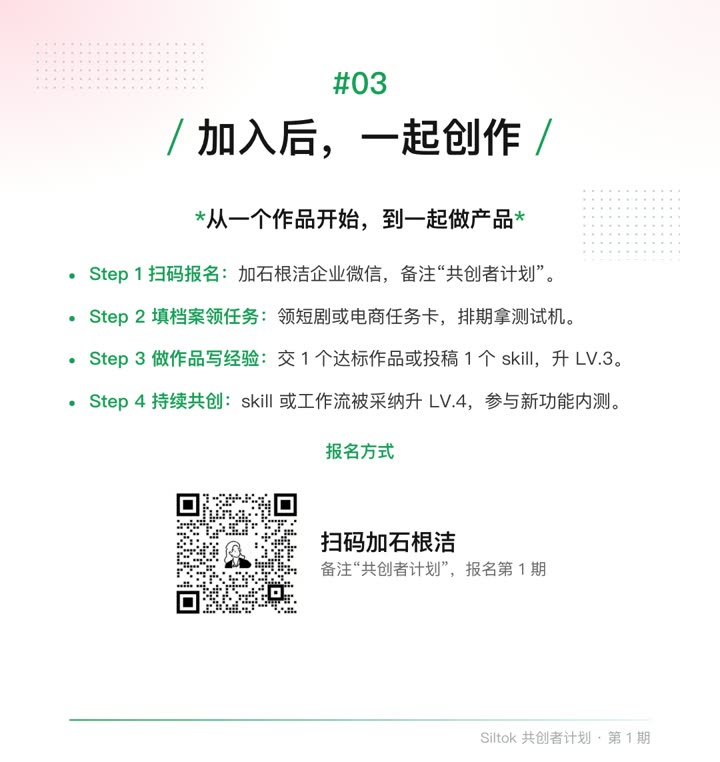 #03
/ 加入后，一起创作 /
*从一个作品开始，到一起做产品*
• Step 1 扫码报名：加石根洁企业微信，备注“共创者计划”。
• Step 2 填档案领任务：领短剧或电商任务卡，排期拿测试机。
• Step 3 做作品写经验：交 1 个达标作品或投稿 1 个 skill，升 LV.3。
• Step 4 持续共创：skill 或工作流被采纳升 LV.4，参与新功能内测。
报名方式
扫码加石根洁
备注“共创者计划”，报名第 1 期
Siltok 共创者计划 · 第 1 期